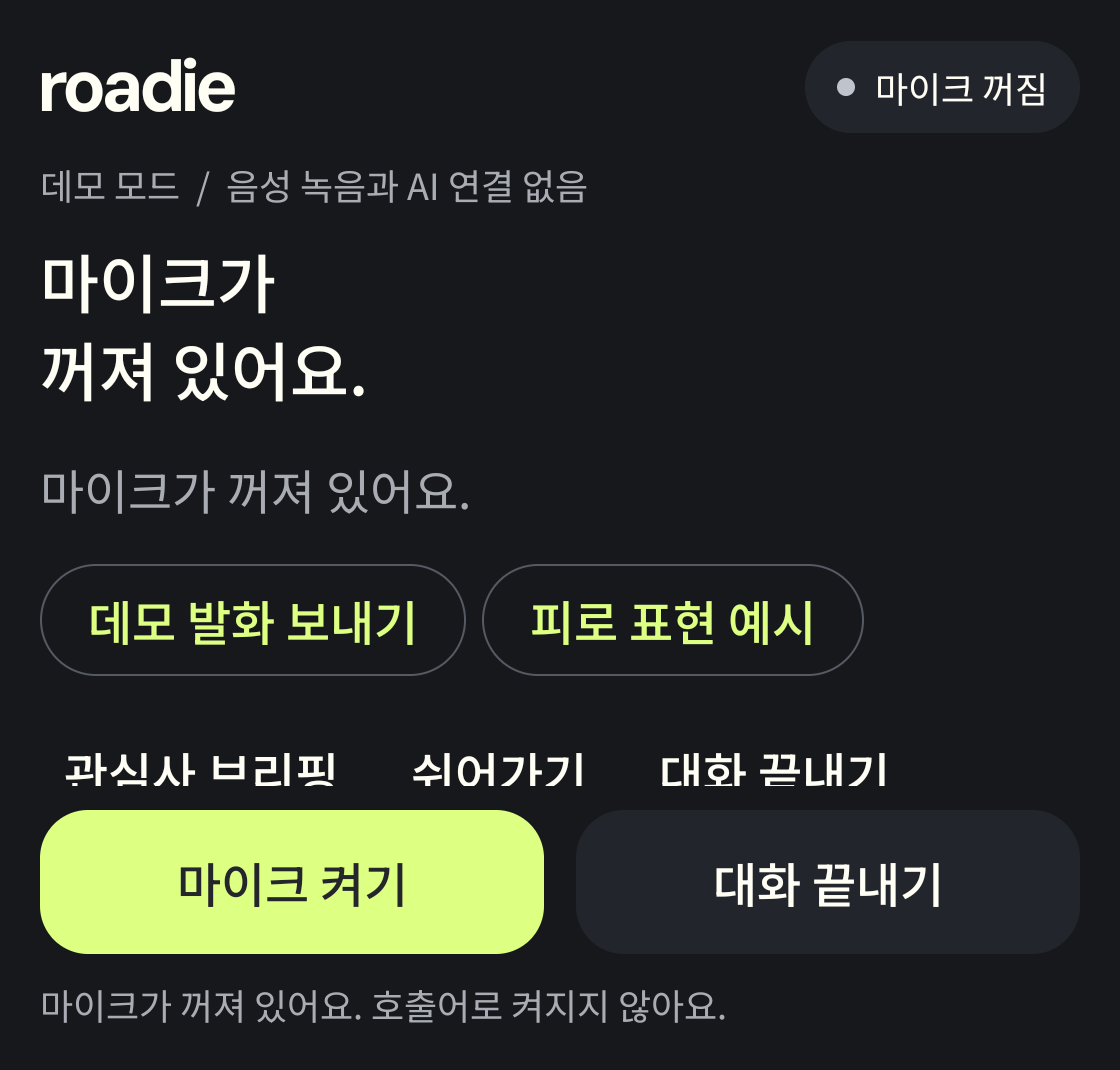 roadie
마이크 꺼짐
데모 모드 / 음성 녹음과 AI 연결 없음
마이크가
꺼져 있어요.
마이크가 꺼져 있어요.
데모 발화 보내기
피로 표현 예시
관심사 브리핑
쉬어가기
대화 끝내기
마이크 켜기
대화 끝내기
마이크가 꺼져 있어요. 호출어로 켜지지 않아요.